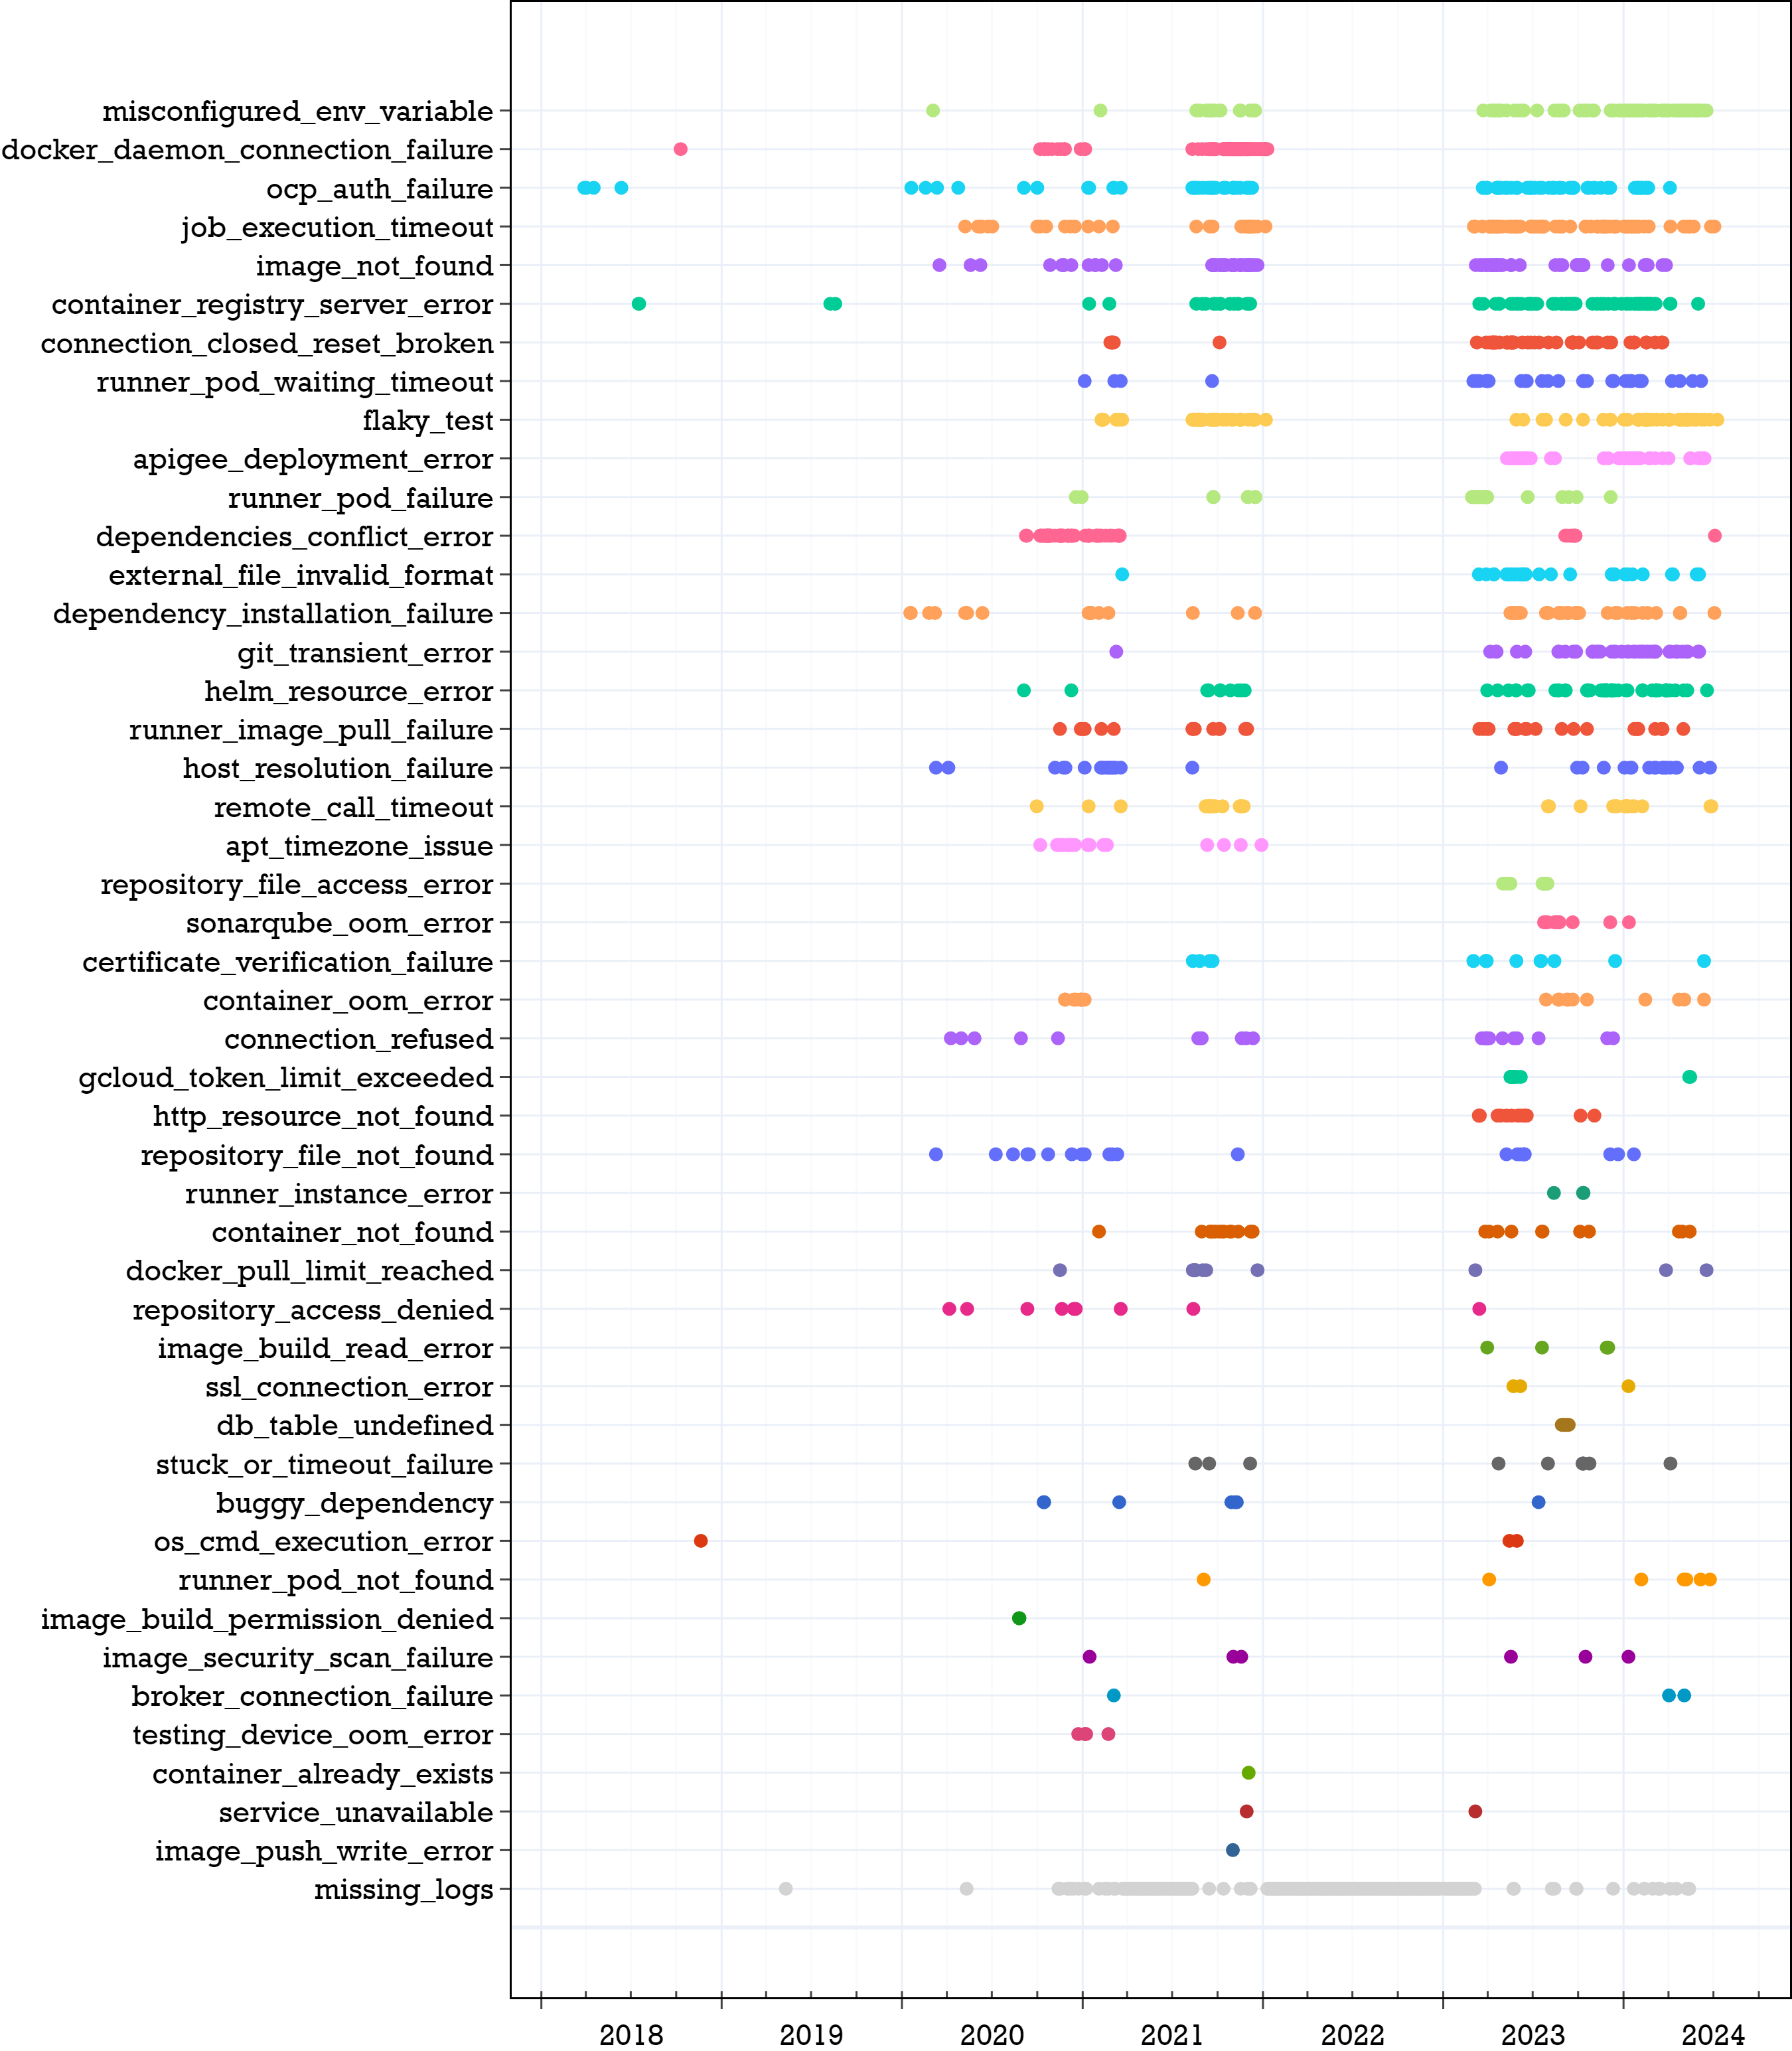 misconfigured_env_variable
docker_daemon_connection_failure
ocp_auth_failure
job_execution_timeout
image_not_found
container_registry_server_error
connection_closed_reset_broken
runner_pod_waiting_timeout
flaky_test
apigee_deployment_error
runner_pod_failure
dependencies_conflict_error
external_file_invalid_format
dependency_installation_failure
git_transient_error
helm_resource_error
runner_image_pull_failure
host_resolution_failure
remote_call_timeout
apt_timezone_issue
repository_file_access_error
sonarqube_oom_error
certificate_verification_failure
container_oom_error
connection_refused
gcloud_token_limit_exceeded
http_resource_not_found
repository_file_not_found
runner_instance_error
container_not_found
docker_pull_limit_reached
repository_access_denied
image_build_read_error
ssl_connection_error
db_table_undefined
stuck_or_timeout_failure
buggy_dependency
os_cmd_execution_error
runner_pod_not_found
image_build_permission_denied
image_security_scan_failure
broker_connection_failure
testing_device_oom_error
container_already_exists
service_unavailable
image_push_write_error
missing_logs
2018 2019 2020 2021 2022 2023 2024